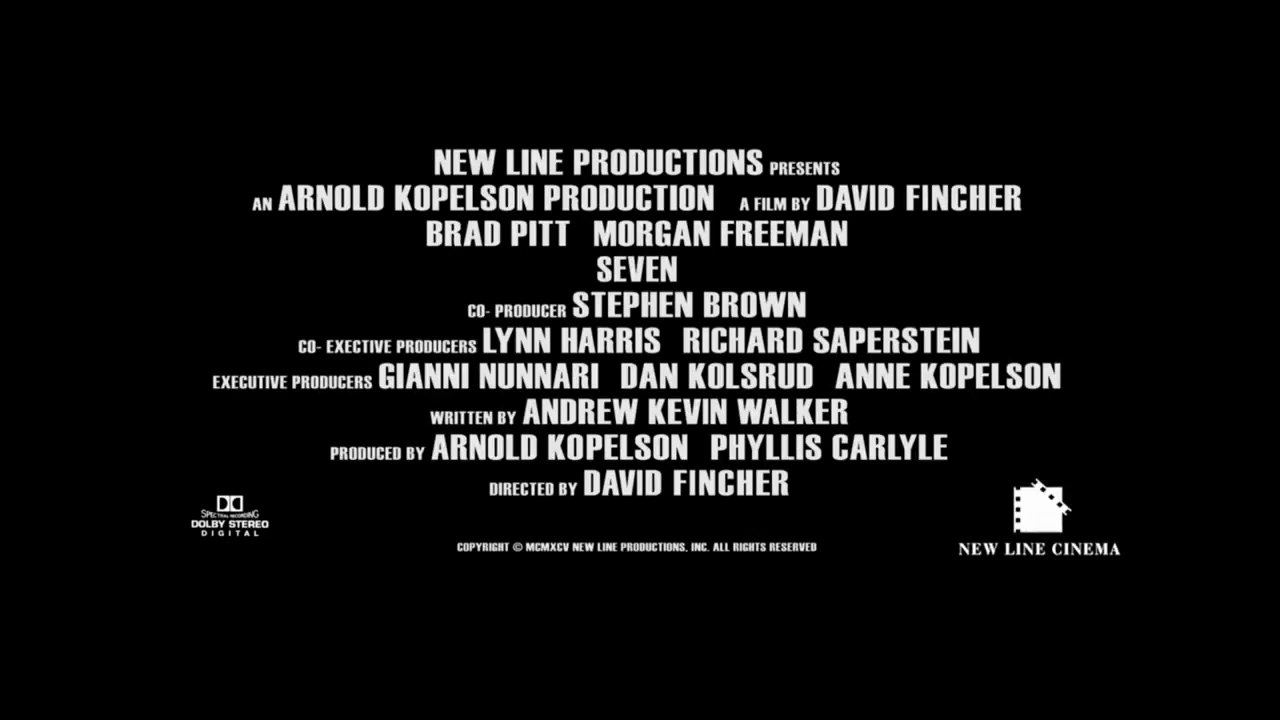 NEW LINE PRODUCTIONS PRESENTS
AN ARNOLD KOPELSON PRODUCTION A FILM BY DAVID FINCHER
BRAD PITT MORGAN FREEMAN
SEVEN
CO- PRODUCER STEPHEN BROWN
CO- EXECTIVE PRODUCERS LYNN HARRIS RICHARD SAPERSTEIN
EXECUTIVE PRODUCERS GIANNI NUNNARI DAN KOLSRUD ANNE KOPELSON
WRITTEN BY ANDREW KEVIN WALKER
PRODUCED BY ARNOLD KOPELSON PHYLLIS CARLYLE
DIRECTED BY DAVID FINCHER
SPECTRAL RECORDING
DOLBY STEREO
DIGITAL
COPYRIGHT © MCMXCV NEW LINE PRODUCTIONS, INC. ALL RIGHTS RESERVED
NEW LINE CINEMA